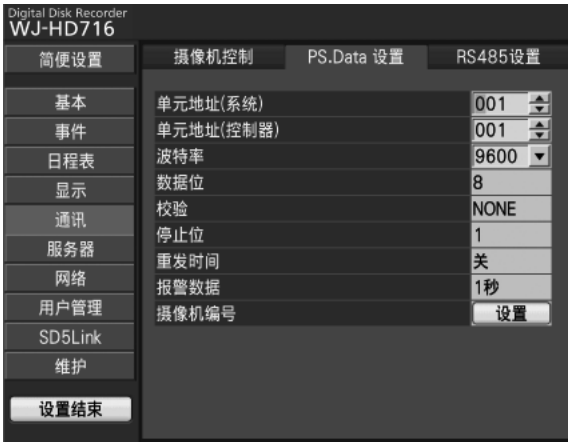 Digital Disk Recorder
WJ-HD716
简便设置
摄像机控制 PS.Data 设置 RS485设置
基本
事件
日程表
显示
通讯
服务器
网络
用户管理
SD5Link
维护
设置结束
单元地址(系统) 001
单元地址(控制器) 001
波特率 9600
数据位 8
校验 NONE
停止位 1
重发时间 关
报警数据 1秒
摄像机编号 设置